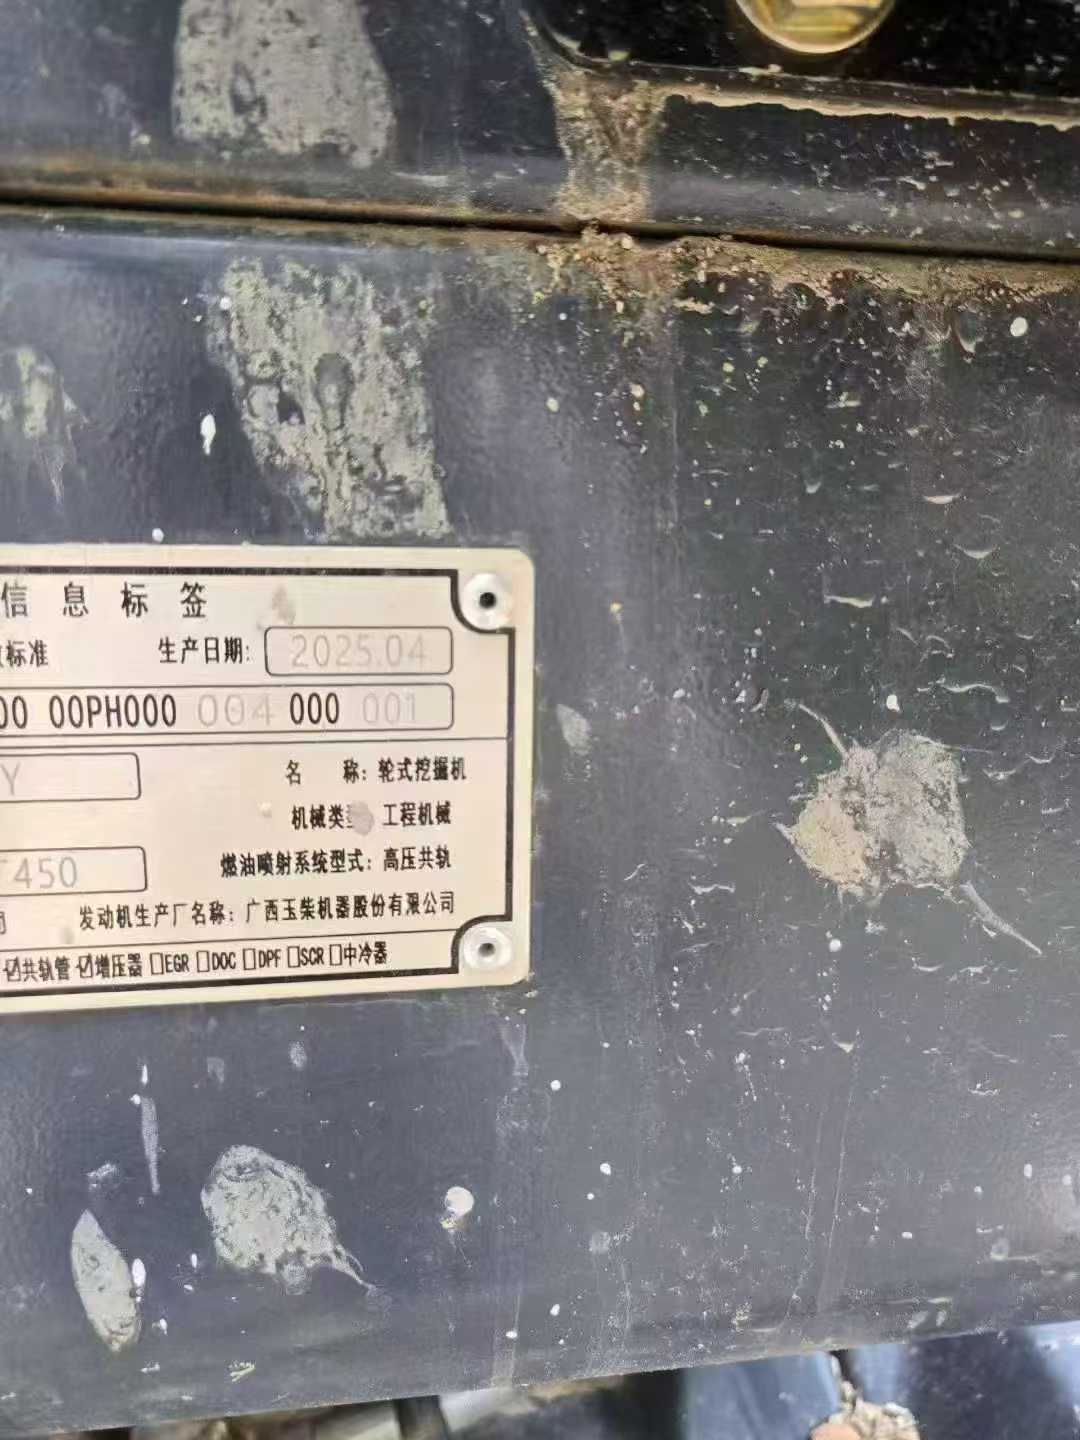 信息标签
标准 生产日期: 2025.04
00 00PH000 004 000 001
Y 名 称: 轮式挖掘机
机械类 工程机械
T450 燃油喷射系统型式: 高压共轨
发动机生产厂名称: 广西玉柴机器股份有限公司
☑共轨管 ☑增压器 □EGR □DOC □DPF □SCR □中冷器